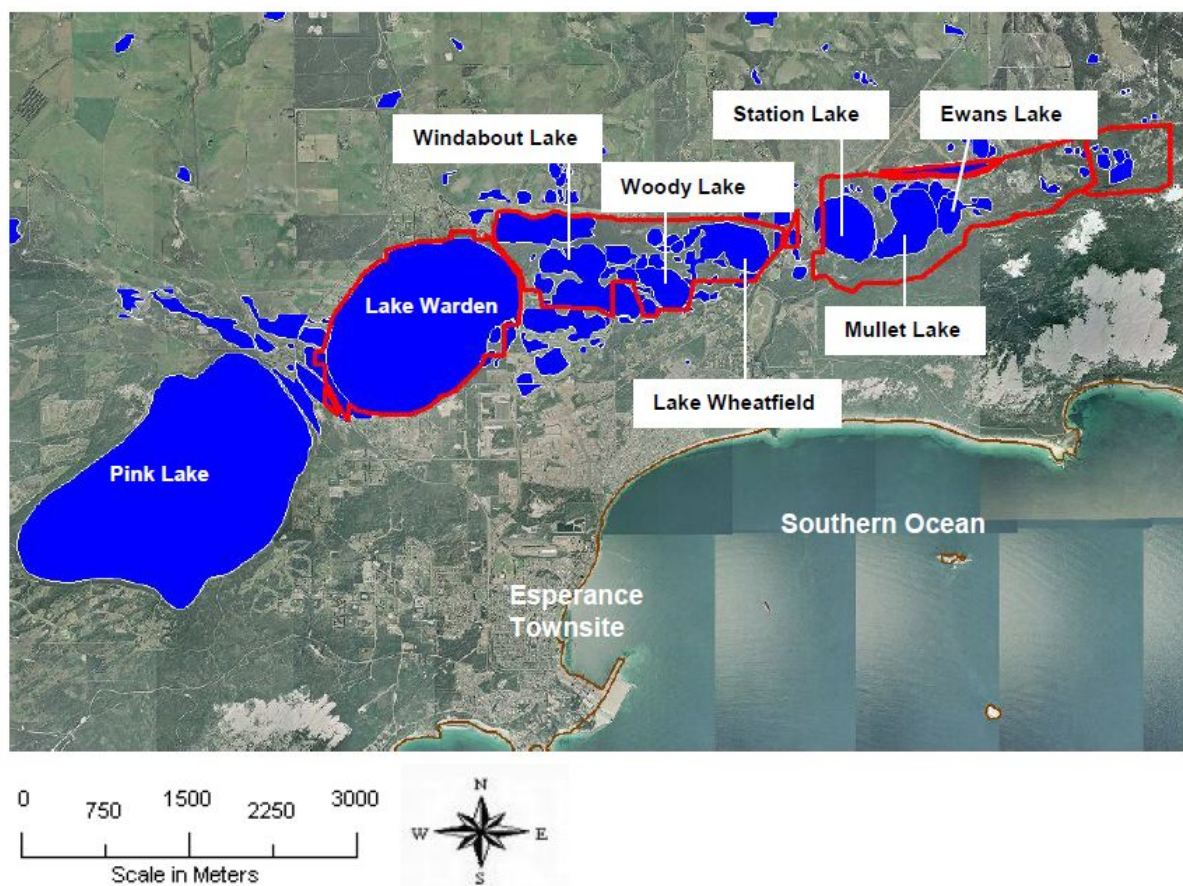 Station Lake
Ewans Lake
Windabout Lake
Woody Lake
Lake Warden
Mullet Lake
Lake Wheatfield
Pink Lake
Southern Ocean
Esperance
Townsite
0
750
1500
2250
3000
Scale in Meters
N
W
E
S